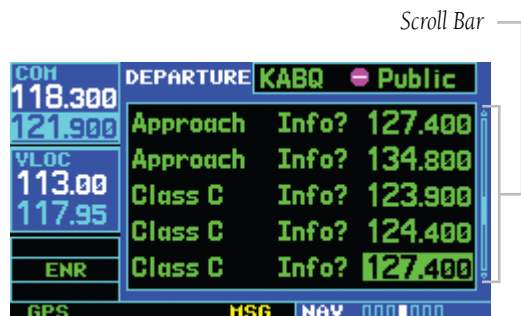 Scroll Bar
COM
118.300
121.900
VLOC
113.00
117.95
ENR
GPS
DEPARTURE KABQ Public
Approach Info? 127.400
Approach Info? 134.800
Class C Info? 123.900
Class C Info? 124.400
Class C Info? 127.400
MSG NAV